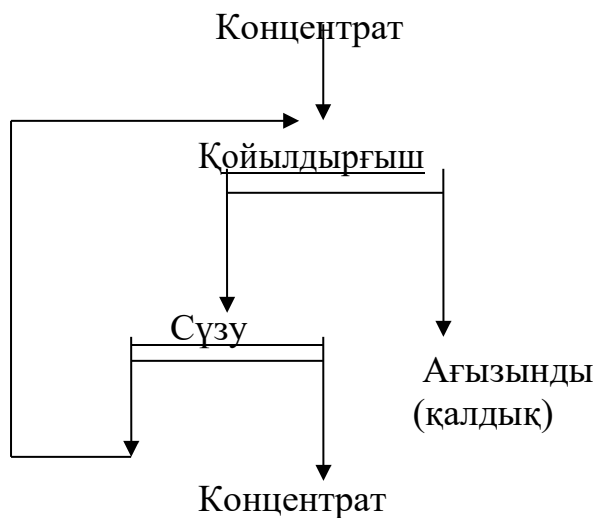 Концентрат
Қойылдырғыш
Сүзу
Ағызынды
(қалдық)
Концентрат